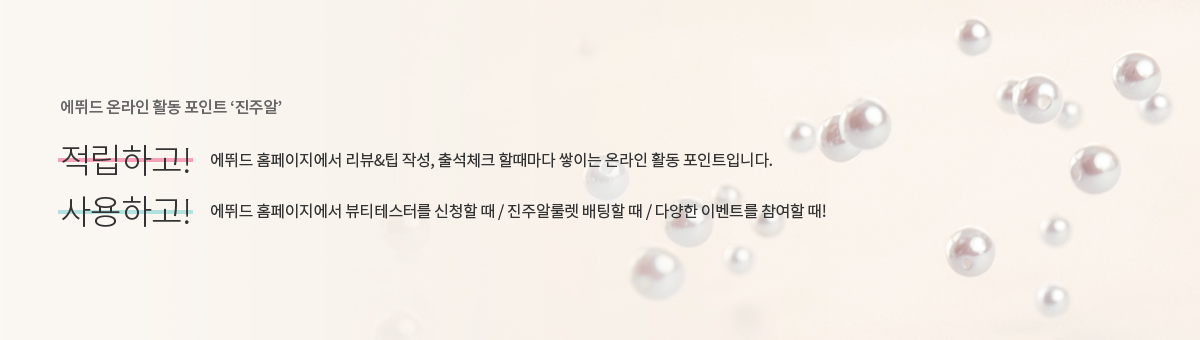 에뛰드 온라인 활동 포인트 ‘진주알’
적립하고! 에뛰드 홈페이지에서 리뷰&팁 작성, 출석체크 할때마다 쌓이는 온라인 활동 포인트입니다.
사용하고! 에뛰드 홈페이지에서 뷰티테스터를 신청할 때 / 진주알룰렛 배팅할 때 / 다양한 이벤트를 참여할 때!